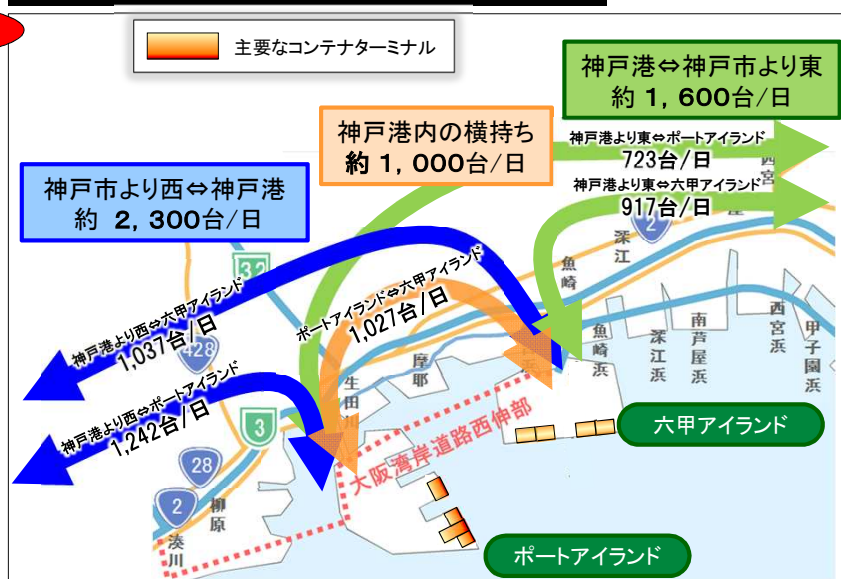 主要なコンテナターミナル
神戸港⇔神戸市より東
約 1, 600台/日
神戸港内の横持ち
約 1, 000台/日
神戸市より西⇔神戸港
約 2, 300台/日
神戸港より東⇔ポートアイランド
723台/日
神戸港より東⇔六甲アイランド
917台/日
西宮
2
深江
魚崎
32
神戸港より西⇔六甲アイランド
1,037台/日
ポートアイランド⇔六甲アイランド
1,027台/日
428
神戸港より西⇔ポートアイランド
1,242台/日
生田川
摩耶
魚崎浜
深江浜
南芦屋浜
西宮浜
甲子園浜
3
大阪湾岸道路西伸部
六甲アイランド
28
2
柳原
湊川
ポートアイランド